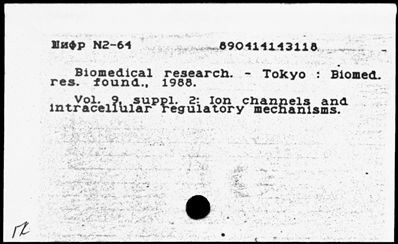 Шифр N2-64 890414143118
Biomedical research. - Tokyo : Biomed.
res. found., 1988.
Vol. 9, suppl. 2: Ion channels and
intracellular regulatory mechanisms.